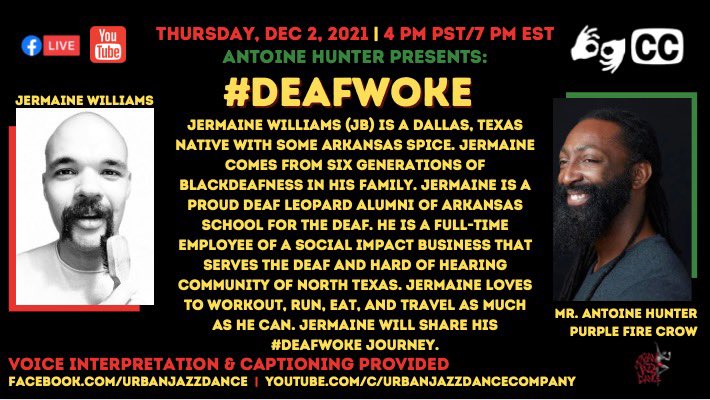 LIVE
You
Tube
THURSDAY, DEC 2, 2021 | 4 PM PST/7 PM EST
ANTOINE HUNTER PRESENTS:
#DEAFWOKE
CC
JERMAINE WILLIAMS
JERMAINE WILLIAMS (JB) IS A DALLAS, TEXAS
NATIVE WITH SOME ARKANSAS SPICE. JERMAINE
COMES FROM SIX GENERATIONS OF
BLACKDEAFNESS IN HIS FAMILY. JERMAINE IS A
PROUD DEAF LEOPARD ALUMNI OF ARKANSAS
SCHOOL FOR THE DEAF. HE IS A FULL-TIME
EMPLOYEE OF A SOCIAL IMPACT BUSINESS THAT
SERVES THE DEAF AND HARD OF HEARING
COMMUNITY OF NORTH TEXAS. JERMAINE LOVES
TO WORKOUT, RUN, EAT, AND TRAVEL AS MUCH
AS HE CAN. JERMAINE WILL SHARE HIS
#DEAFWOKE JOURNEY.
MR. ANTOINE HUNTER
PURPLE FIRE CROW
VOICE INTERPRETATION & CAPTIONING PROVIDED
FACEBOOK.COM/URBANJAZZDANCE | YOUTUBE.COM/C/URBANJAZZDANCECOMPANY